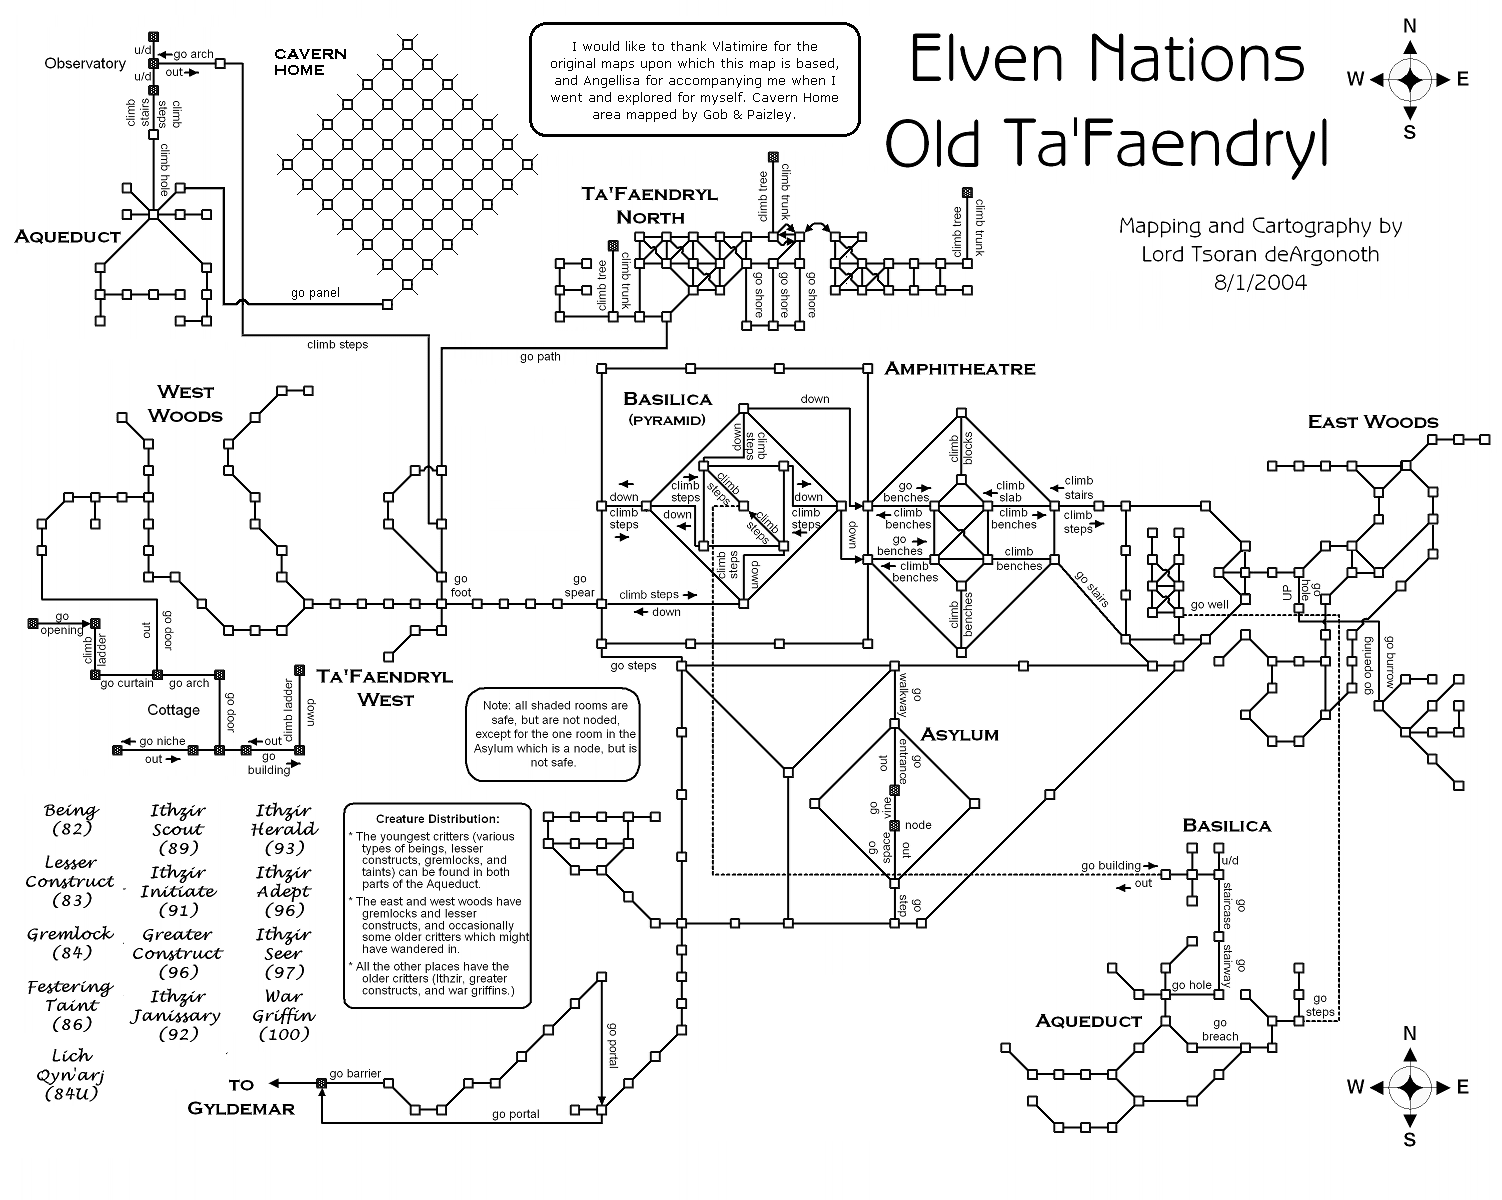 Elven Nations
Old Ta'Faendryl
Mapping and Cartography by
Lord Tsoran deArgonoth
8/1/2004
N
W
E
S
I would like to thank Vlatimire for the
original maps upon which this map is based,
and Angellisa for accompanying me when I
went and explored for myself. Cavern Home
area mapped by Gob & Paizley.
Observatory
u/d
u/d
go arch
out
climb
stairs
climb
steps
climb hole
AQUEDUCT
go panel
climb steps
CAVERN
HOME
TA'FAENDRYL
NORTH
climb tree
climb trunk
climb tree
climb trunk
climb tree
climb trunk
go shore
go shore
go shore
go path
WEST
WOODS
go
opening
climb
ladder
out
go door
go curtain
go arch
Cottage
go door
climb ladder
down
go niche
out
out
go
building
TA'FAENDRYL
WEST
go
foot
go
spear
BASILICA
(PYRAMID)
down
down
climb
steps
down
climb
steps
climb
steps
down
climb
steps
climb
steps
down
climb
steps
climb
steps
down
down
climb steps
down
go steps
AMPHITHEATRE
climb
blocks
go
benches
climb
slab
climb
benches
climb
benches
go
benches
climb
benches
climb
benches
climb
benches
climb
stairs
climb
steps
go stairs
EAST WOODS
go well
UP
go
hole
go opening
go burrow
Note: all shaded rooms are
safe, but are not noded,
except for the one room in the
Asylum which is a node, but is
not safe.
ASYLUM
go
walkway
out
go
entrance
go
vine
node
go
space
out
go
step
Being
(82)
Lesser
Construct
(83)
Gremlock
(84)
Festering
Taint
(86)
Lich
Qyn'arj
(84U)
Ithzir
Scout
(89)
Ithzir
Initiate
(91)
Greater
Construct
(96)
Ithzir
Janissary
(92)
Ithzir
Herald
(93)
Ithzir
Adept
(96)
Ithzir
Seer
(97)
War
Griffin
(100)
Creature Distribution:
* The youngest critters (various
types of beings, lesser
constructs, gremlocks, and
taints) can be found in both
parts of the Aqueduct.
* The east and west woods have
gremlocks and lesser
constructs, and occasionally
some older critters which might
have wandered in.
* All the other places have the
older critters (Ithzir, greater
constructs, and war griffins.)
TO
GYLDEMAR
go barrier
go portal
go portal
BASILICA
go building
out
u/d
go
staircase
go
stairway
go hole
AQUEDUCT
go
breach
go
steps
N
W
E
S